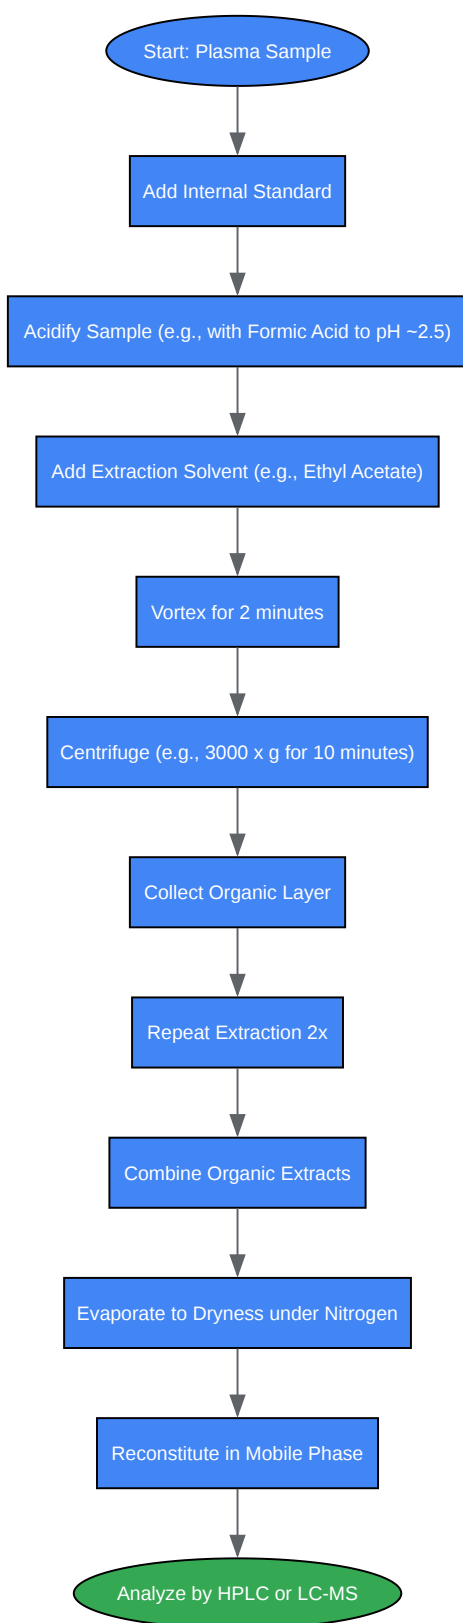 Start: Plasma Sample
Add Internal Standard
Acidify Sample (e.g., with Formic Acid to pH ~2.5)
Add Extraction Solvent (e.g., Ethyl Acetate)
Vortex for 2 minutes
Centrifuge (e.g., 3000 x g for 10 minutes)
Collect Organic Layer
Repeat Extraction 2x
Combine Organic Extracts
Evaporate to Dryness under Nitrogen
Reconstitute in Mobile Phase
Analyze by HPLC or LC-MS